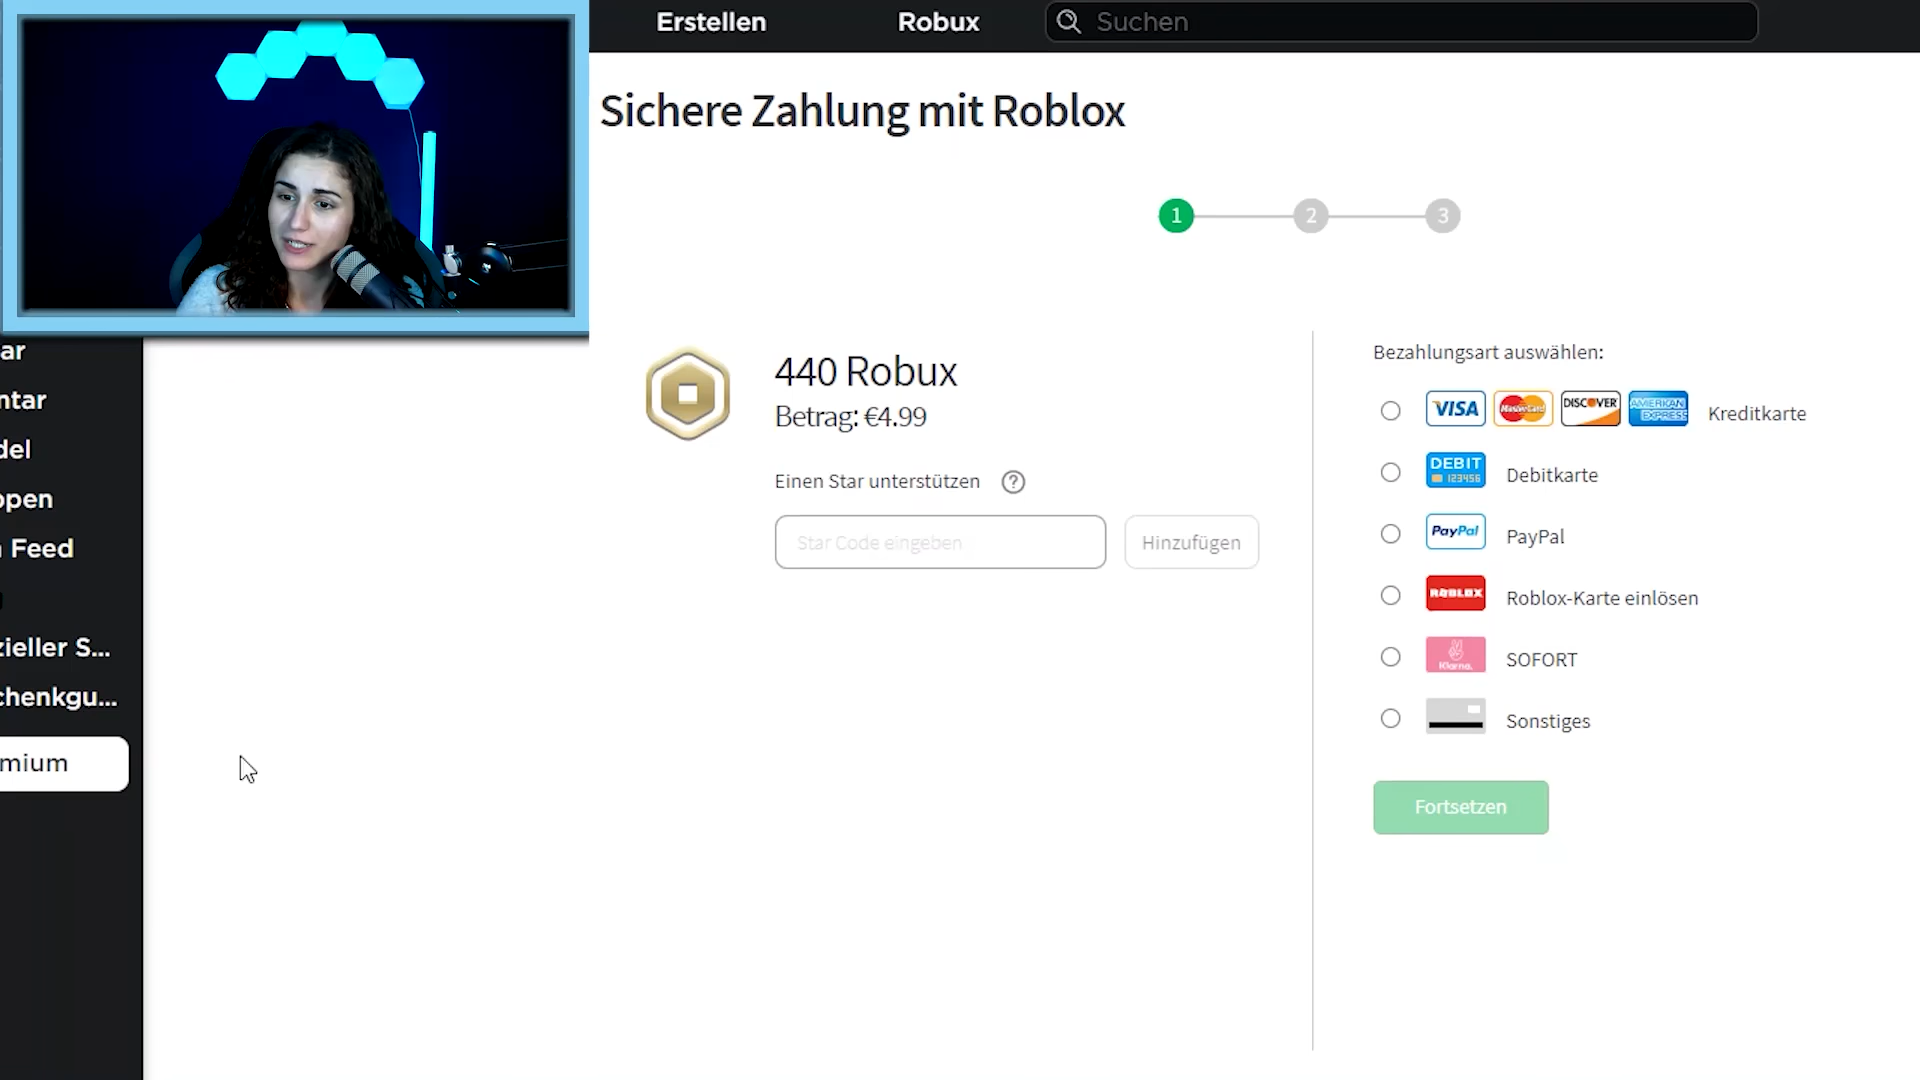 Erstellen
Robux
Suchen
Sichere Zahlung mit Roblox
1
2
3
ar
ntar
del
ppen
Feed
zieller S...
chenkgu...
mium
440 Robux
Betrag: €4.99
Einen Star unterstützen ?
Star Code eingeben
Hinzufügen
Bezahlungsart auswählen:
VISA MasterCard DISCOVER AMERICAN EXPRESS Kreditkarte
DEBIT 123456 Debitkarte
PayPal PayPal
ROBLOX Roblox-Karte einlösen
Klarna. SOFORT
Sonstiges
Fortsetzen